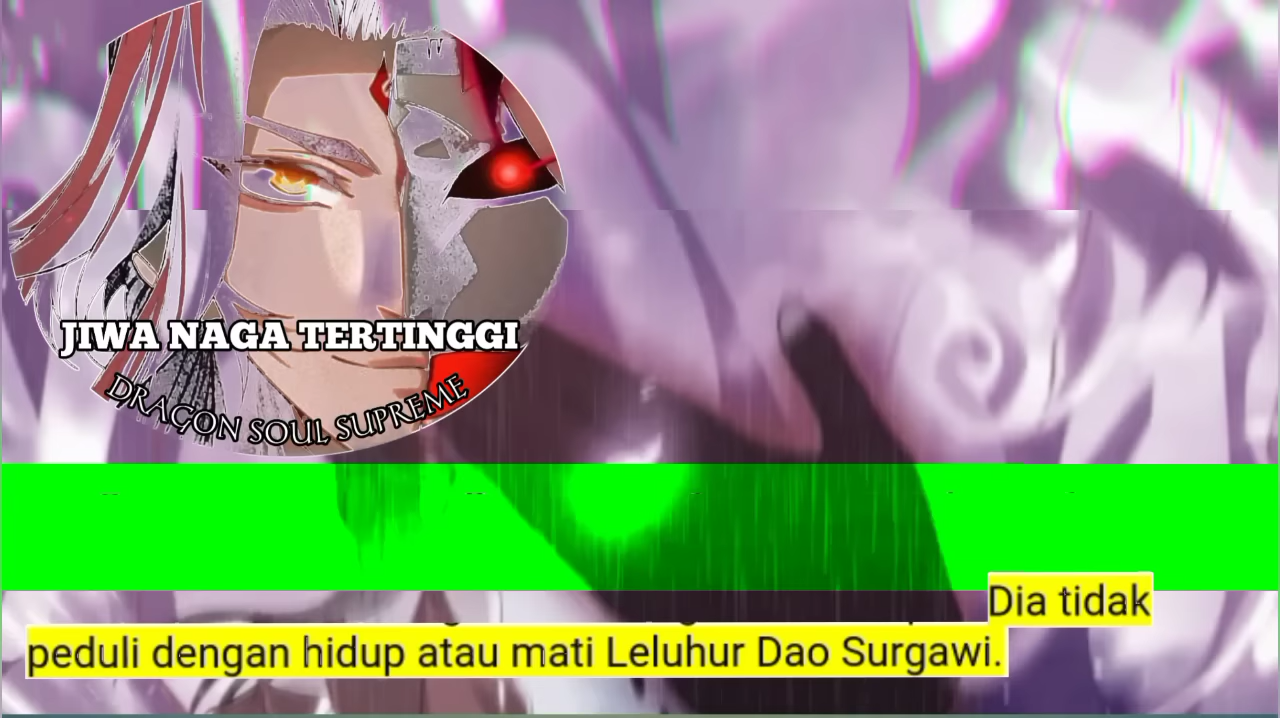 JIWA NAGA TERTINGGI
DRAGON SOUL SUPREME
Dia tidak
peduli dengan hidup atau mati Leluhur Dao Surgawi.